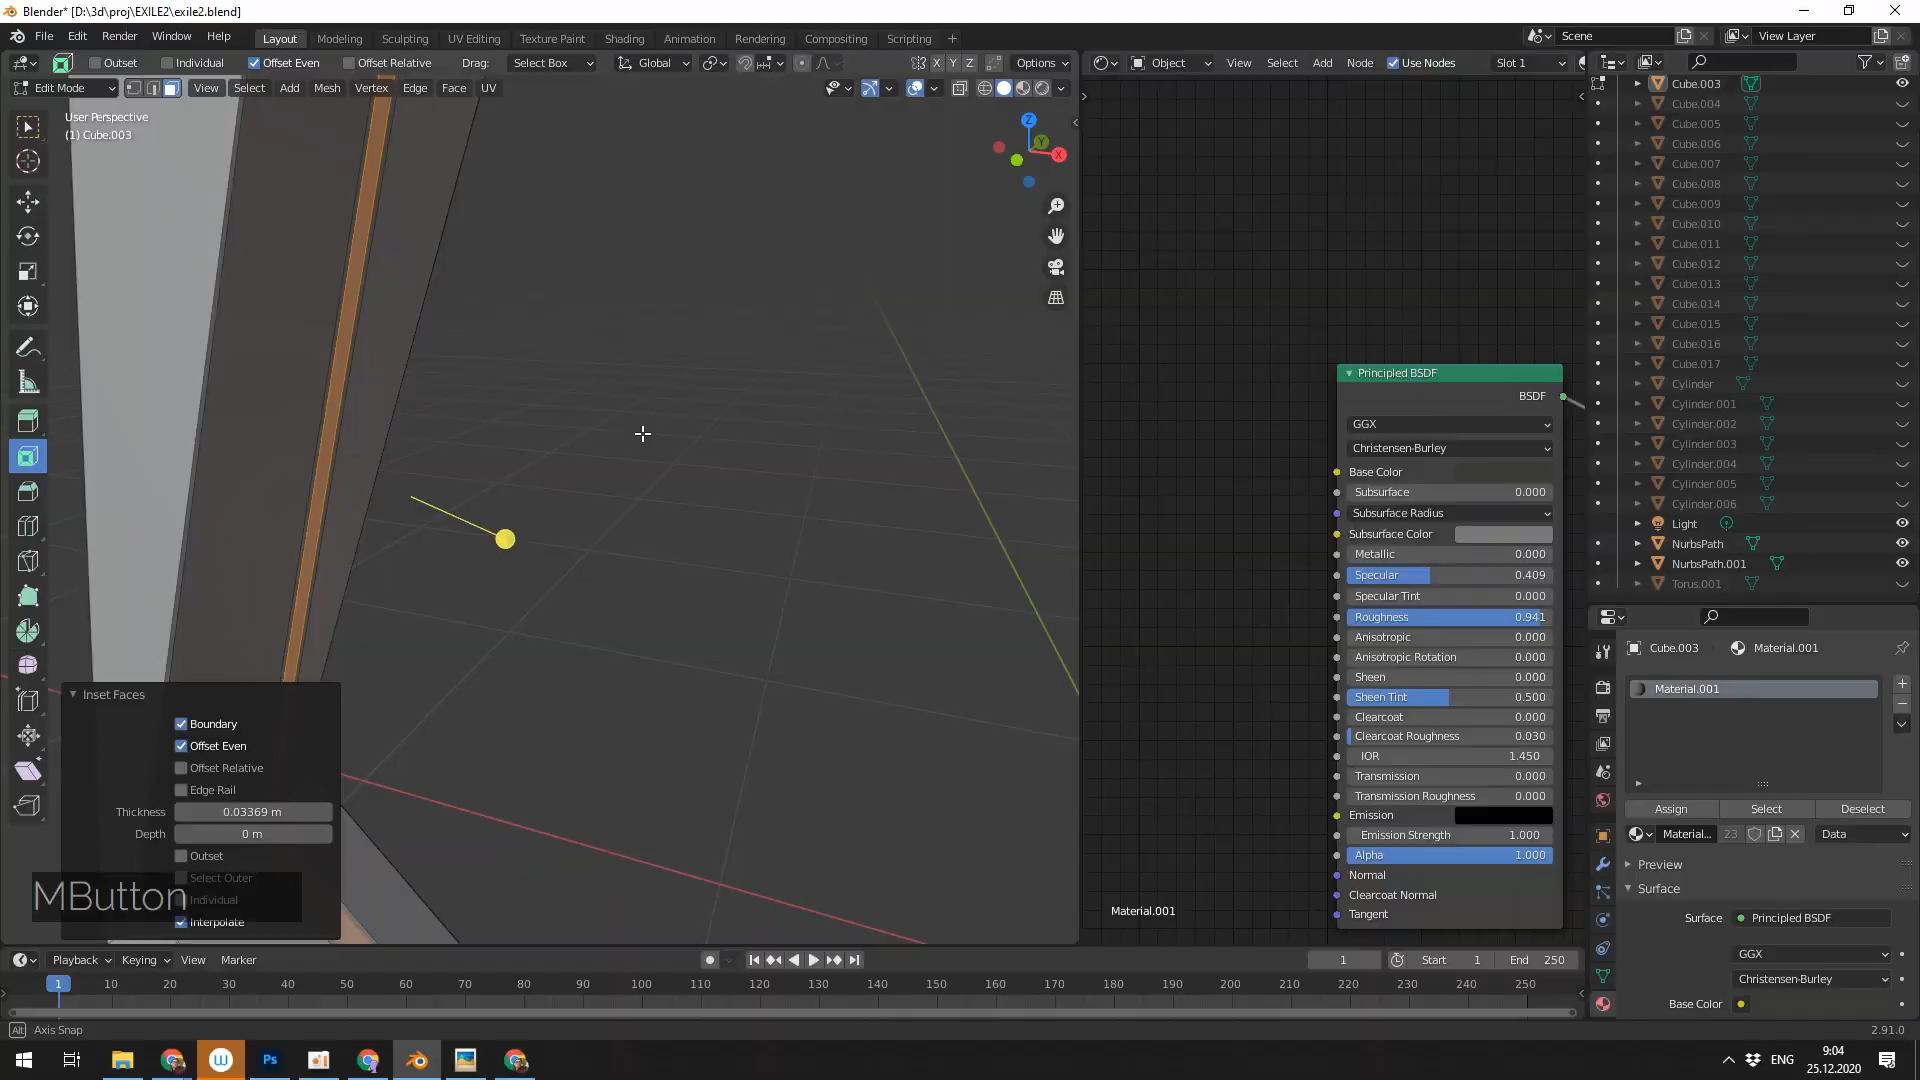 Blender* [D:\3d\proj\EXILE2\exile2.blend]
File Edit Render Window Help
Layout Modeling Sculpting UV Editing Texture Paint Shading Animation Rendering Compositing Scripting +
Scene View Layer
Outset Individual Offset Even Offset Relative Drag: Select Box Global X Y Z Options
Object View Select Add Node Use Nodes Slot 1
Edit Mode View Select Add Mesh Vertex Edge Face UV
User Perspective
(1) Cube.003
Z
Y
X
Cube.003
Cube.004
Cube.005
Cube.006
Cube.007
Cube.008
Cube.009
Cube.010
Cube.011
Cube.012
Cube.013
Cube.014
Cube.015
Cube.016
Cube.017
Cylinder
Cylinder.001
Cylinder.002
Cylinder.003
Cylinder.004
Cylinder.005
Cylinder.006
Light
NurbsPath
NurbsPath.001
Torus.001
Principled BSDF
BSDF
GGX
Christensen-Burley
Base Color
Subsurface 0.000
Subsurface Radius
Subsurface Color
Metallic 0.000
Specular 0.409
Specular Tint 0.000
Roughness 0.941
Anisotropic 0.000
Anisotropic Rotation 0.000
Sheen 0.000
Sheen Tint 0.500
Clearcoat 0.000
Clearcoat Roughness 0.030
IOR 1.450
Transmission 0.000
Transmission Roughness 0.000
Emission
Emission Strength 1.000
Alpha 1.000
Normal
Clearcoat Normal
Tangent
Material.001
Cube.003 Material.001
Material.001
Assign Select Deselect
Material... 23 Data
Preview
Surface
Surface Principled BSDF
GGX
Christensen-Burley
Base Color
Inset Faces
Boundary
Offset Even
Offset Relative
Edge Rail
Thickness 0.03369 m
Depth 0 m
Outset
Select Outer
Individual
Interpolate
MButton
Playback Keying View Marker
1 Start 1 End 250
1 10 20 30 40 50 60 70 80 90 100 110 120 130 140 150 160 170 180 190 200 210 220 230 240 250
Alt Axis Snap
2.91.0
Ps
ENG
9:04
25.12.2020